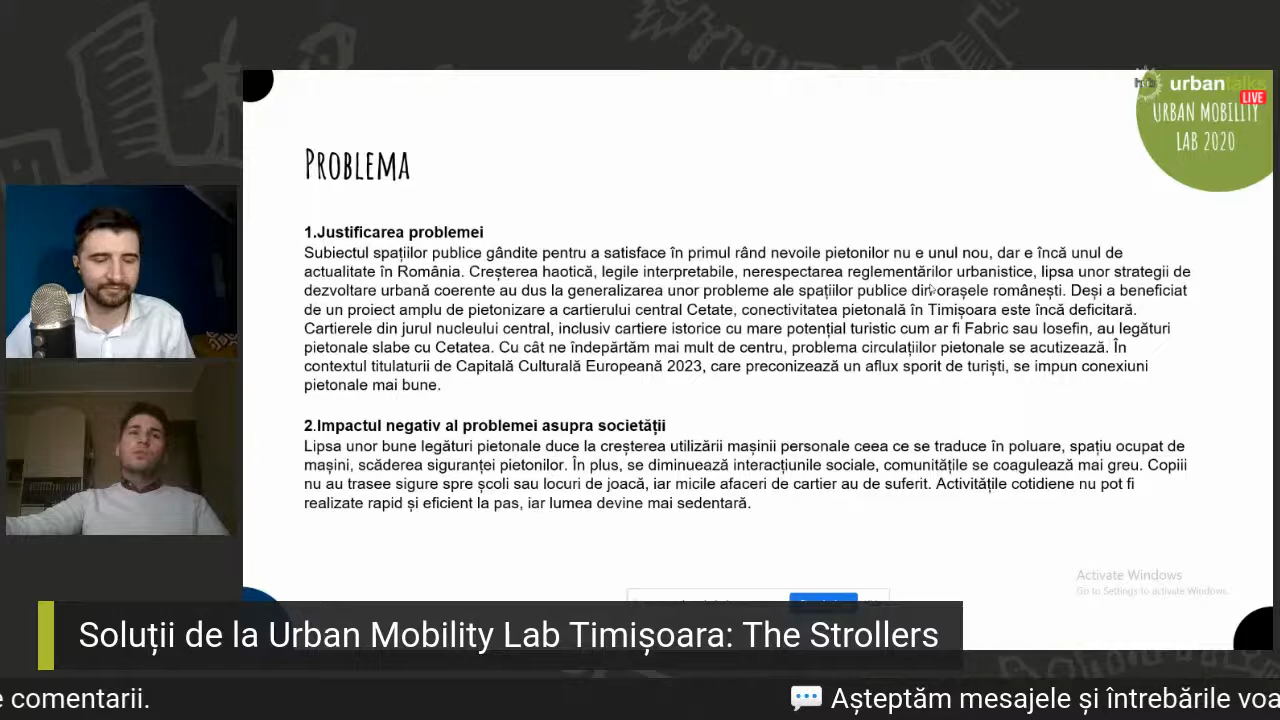 urbantalks
LIVE
URBAN MOBILITY
LAB 2020
PROBLEMA
1.Justificarea problemei
Subiectul spațiilor publice gândite pentru a satisface în primul rând nevoile pietonilor nu e unul nou, dar e încă unul de
actualitate în România. Creșterea haotică, legile interpretabile, nerespectarea reglementărilor urbanistice, lipsa unor strategii de
dezvoltare urbană coerente au dus la generalizarea unor probleme ale spațiilor publice din orașele românești. Deși a beneficiat
de un proiect amplu de pietonizare a cartierului central Cetate, conectivitatea pietonală în Timișoara este încă deficitară.
Cartierele din jurul nucleului central, inclusiv cartiere istorice cu mare potențial turistic cum ar fi Fabric sau Iosefin, au legături
pietonale slabe cu Cetatea. Cu cât ne îndepărtăm mai mult de centru, problema circulațiilor pietonale se acutizează. În
contextul titulaturii de Capitală Culturală Europeană 2023, care preconizează un aflux sporit de turiști, se impun conexiuni
pietonale mai bune.
2.Impactul negativ al problemei asupra societății
Lipsa unor bune legături pietonale duce la creșterea utilizării mașinii personale ceea ce se traduce în poluare, spațiu ocupat de
mașini, scăderea siguranței pietonilor. În plus, se diminuează interacțiunile sociale, comunitățile se coagulează mai greu. Copiii
nu au trasee sigure spre școli sau locuri de joacă, iar micile afaceri de cartier au de suferit. Activitățile cotidiene nu pot fi
realizate rapid și eficient la pas, iar lumea devine mai sedentară.
Activate Windows
Go to Settings to activate Windows.
Soluții de la Urban Mobility Lab Timișoara: The Strollers
e comentarii.
Așteptăm mesajele și întrebările voa